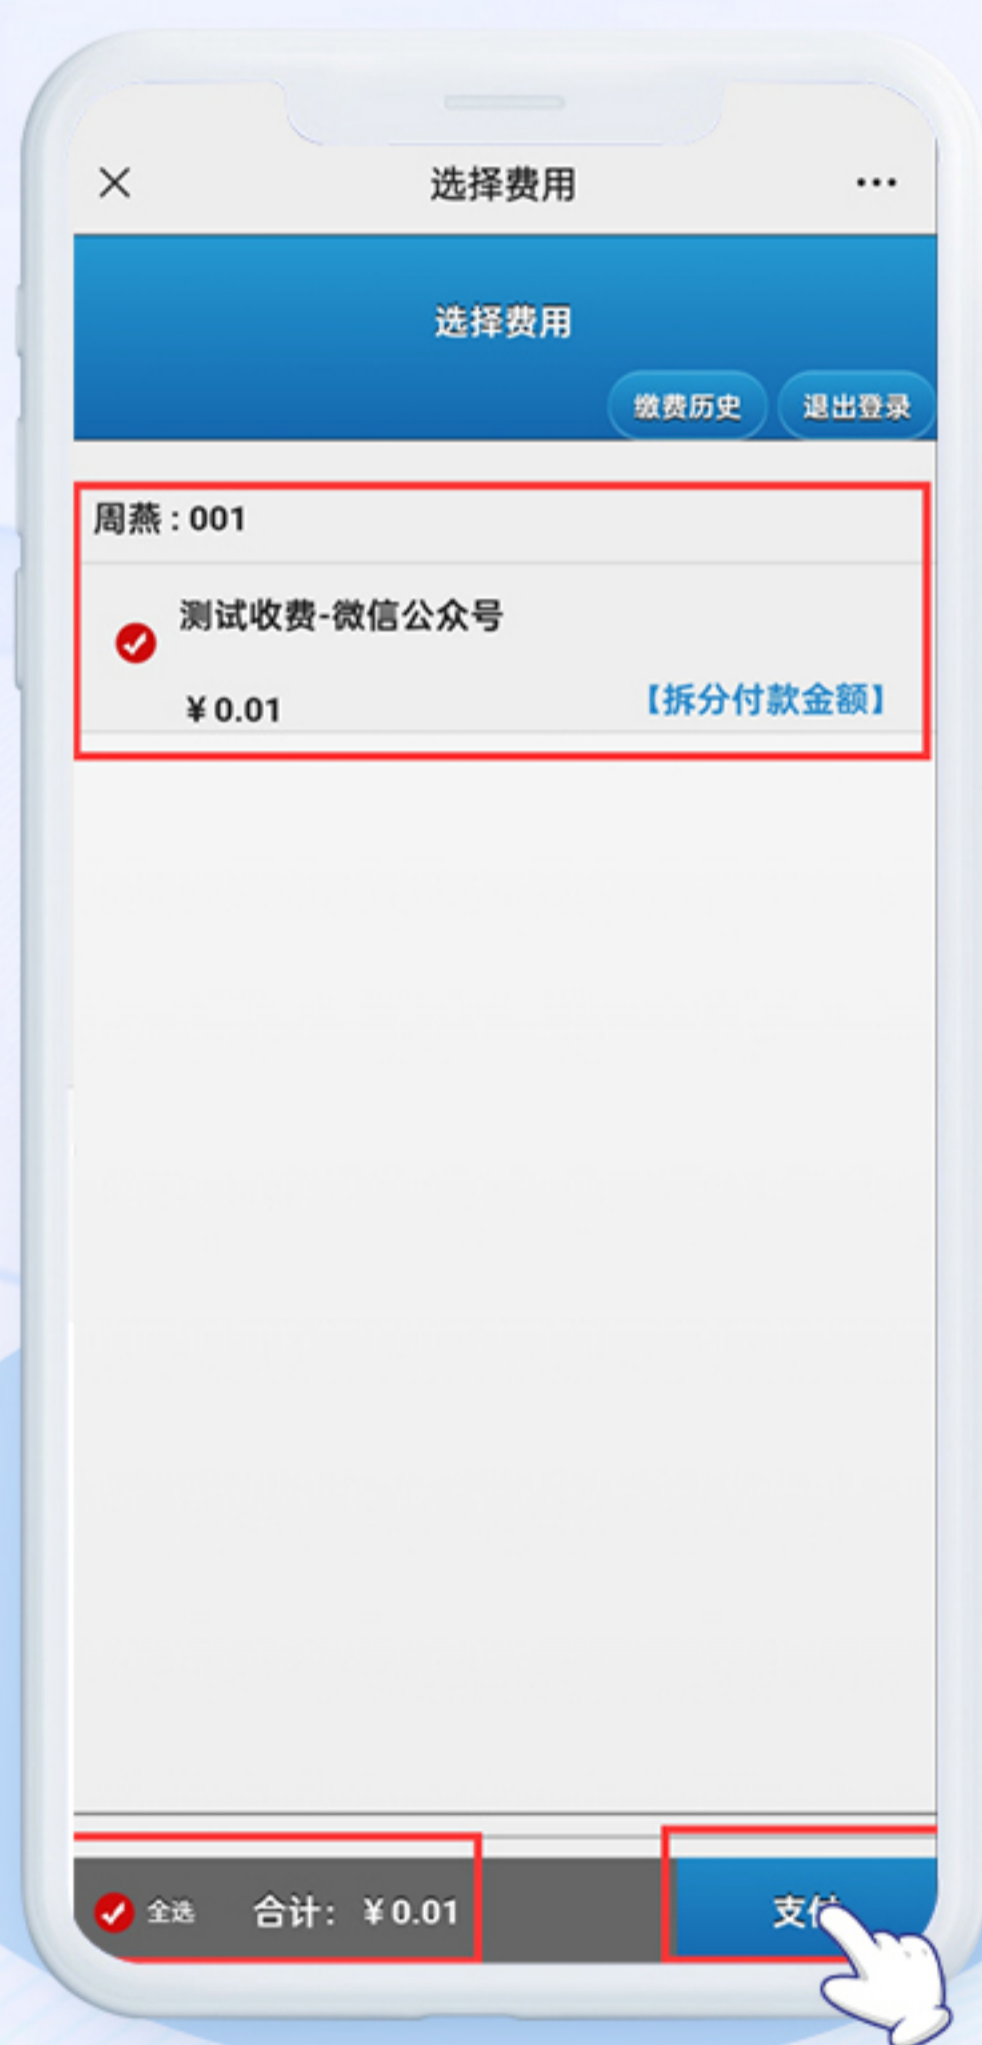 选择费用
选择费用
缴费历史 退出登录
周燕：001
测试收费-微信公众号
¥0.01 【拆分付款金额】
全选 合计：¥0.01 支付